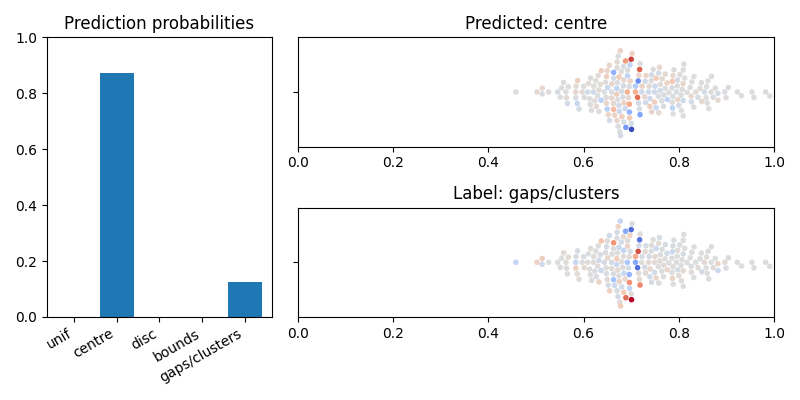 Prediction probabilities
1.0
0.8
0.6
0.4
0.2
0.0
unif
centre
disc
bounds
gaps/clusters
Predicted: centre
0.0 0.2 0.4 0.6 0.8 1.0
Label: gaps/clusters
0.0 0.2 0.4 0.6 0.8 1.0